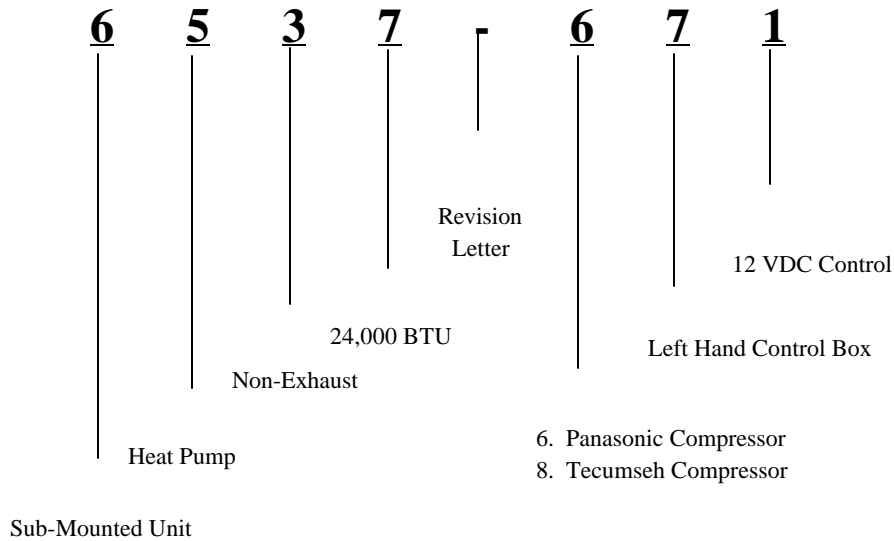 6 5 3 7 - 6 7 1
Revision
Letter
12 VDC Control
24,000 BTU
Left Hand Control Box
Non-Exhaust
6. Panasonic Compressor
Heat Pump
8. Tecumseh Compressor
Sub-Mounted Unit